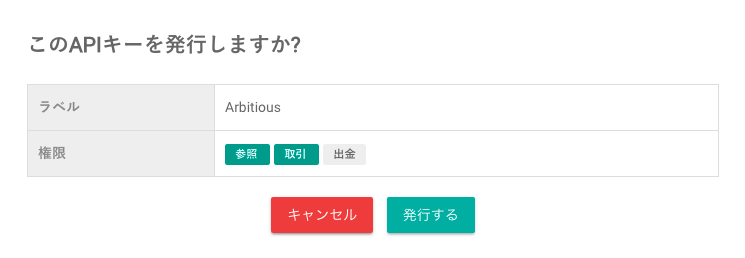 このAPIキーを発行しますか?
ラベル Arbitious
権限 参照 取引 出金
キャンセル 発行する